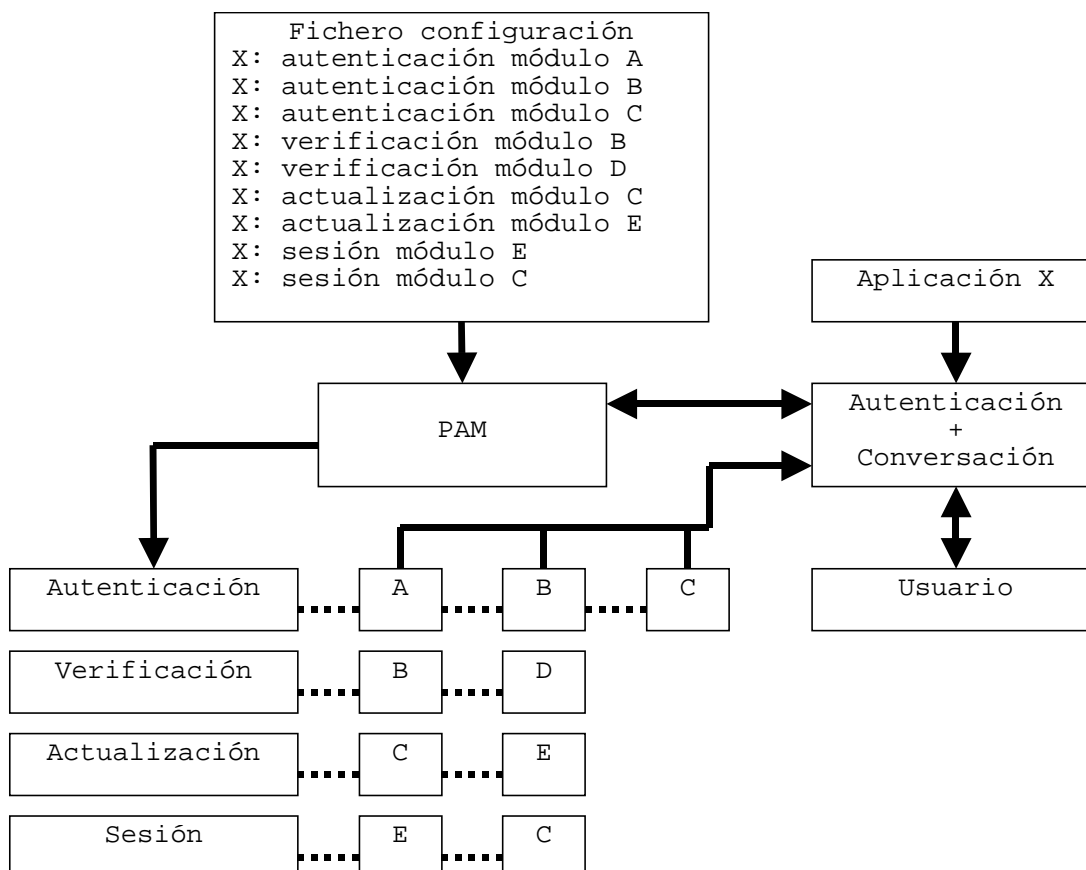 Fichero configuración
X: autenticación módulo A
X: autenticación módulo B
X: autenticación módulo C
X: verificación módulo B
X: verificación módulo D
X: actualización módulo C
X: actualización módulo E
X: sesión módulo E
X: sesión módulo C
Aplicación X
PAM
Autenticación
+
Conversación
Autenticación
A
B
C
Usuario
Verificación
B
D
Actualización
C
E
Sesión
E
C